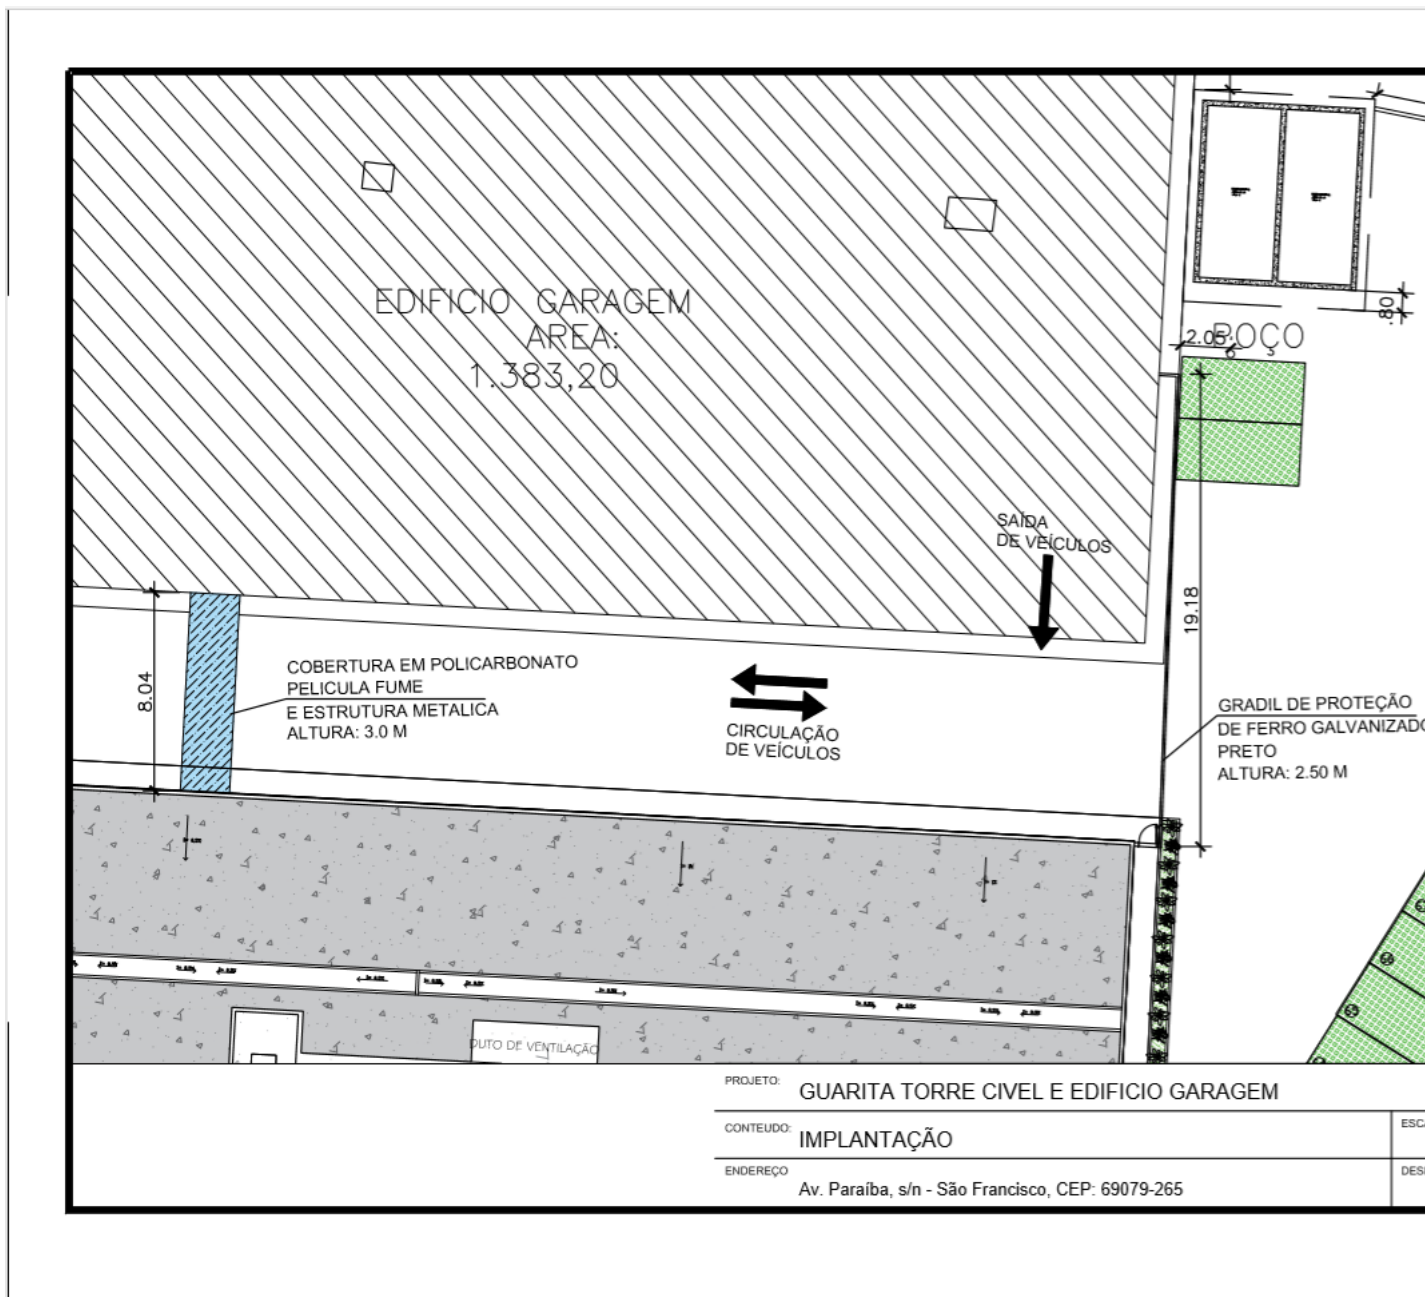 EDIFICIO GARAGEM
AREA:
1.383,20
.80
2.05
POÇO
SAÍDA
DE VEÍCULOS
19.18
8.04
COBERTURA EM POLICARBONATO
PELICULA FUME
E ESTRUTURA METALICA
ALTURA: 3.0 M
CIRCULAÇÃO
DE VEÍCULOS
GRADIL DE PROTEÇÃO
DE FERRO GALVANIZADO
PRETO
ALTURA: 2.50 M
DUTO DE VENTILAÇÃO
PROJETO: GUARITA TORRE CIVEL E EDIFICIO GARAGEM
CONTEUDO: IMPLANTAÇÃO
ESCA
ENDEREÇO
DESE
Av. Paraíba, s/n - São Francisco, CEP: 69079-265